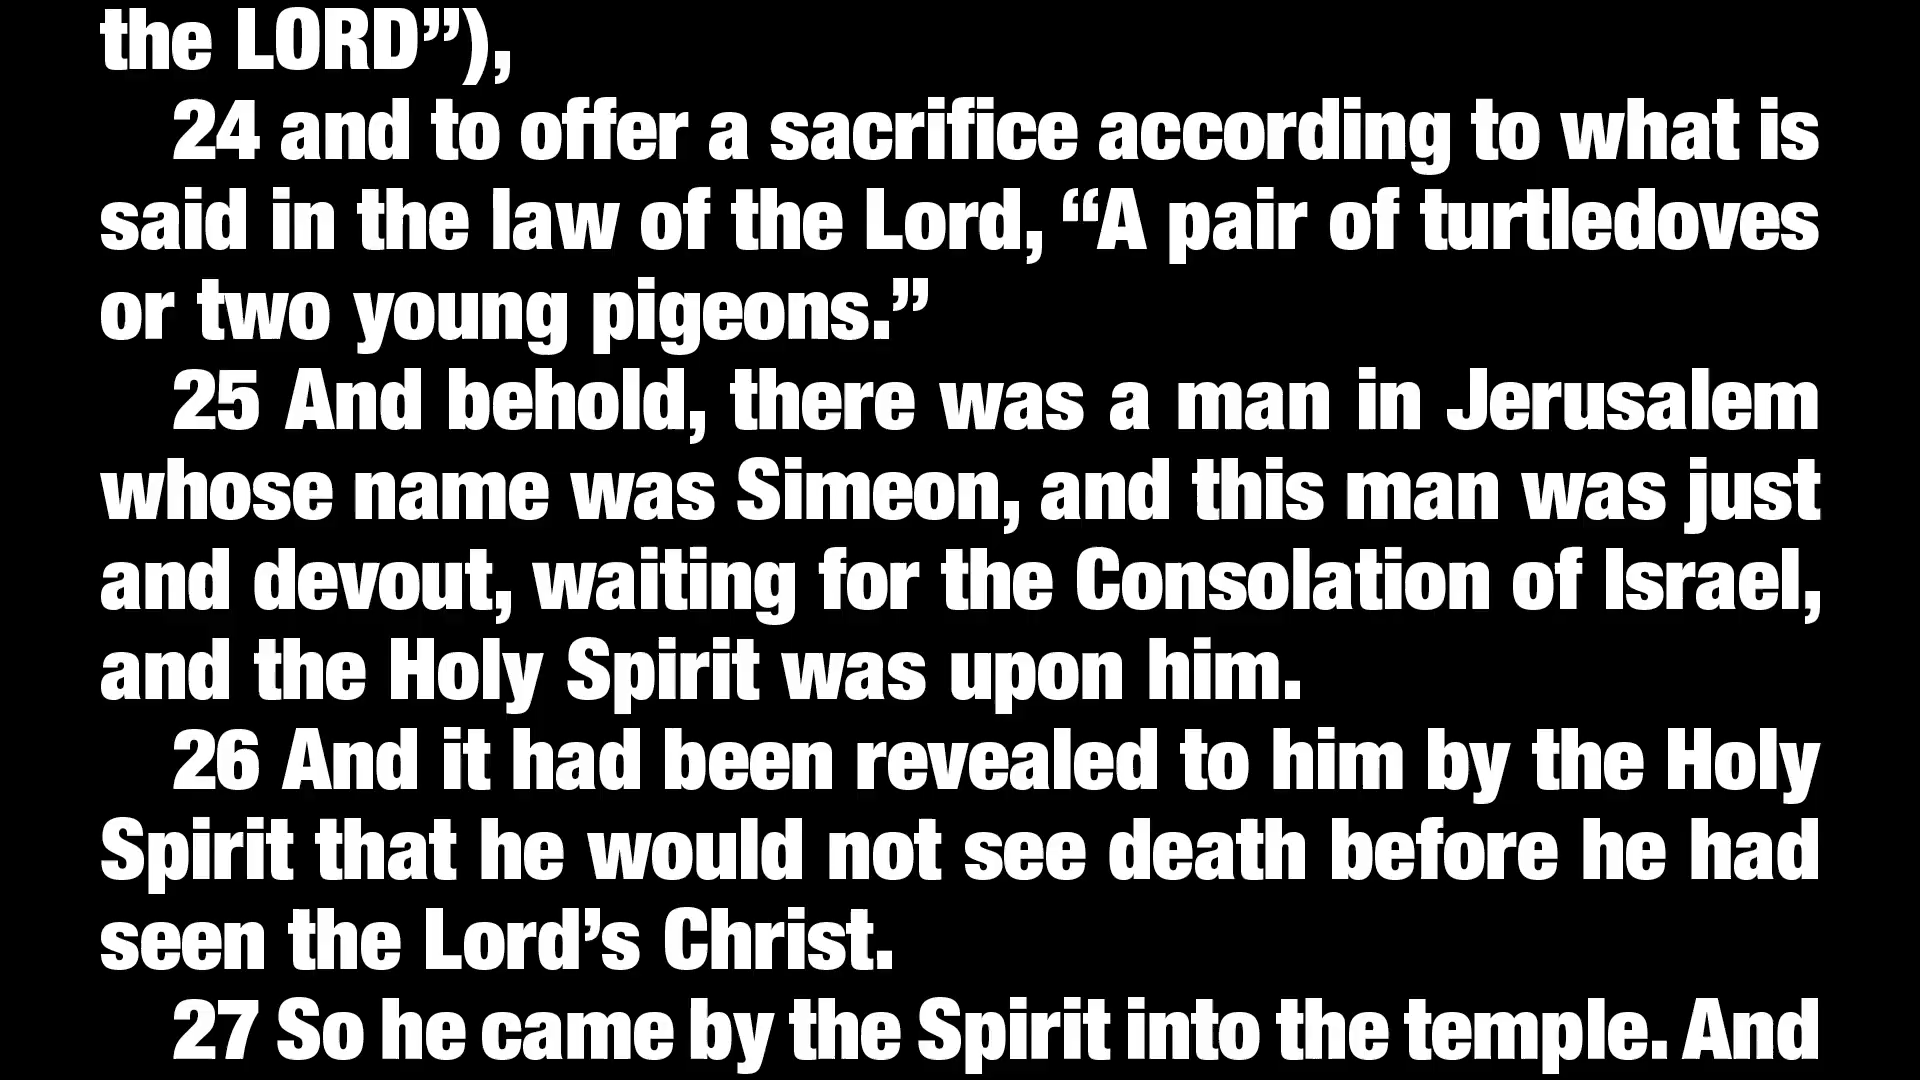 the LORD”),
24 and to offer a sacrifice according to what is
said in the law of the Lord, “A pair of turtledoves
or two young pigeons.”
25 And behold, there was a man in Jerusalem
whose name was Simeon, and this man was just
and devout, waiting for the Consolation of Israel,
and the Holy Spirit was upon him.
26 And it had been revealed to him by the Holy
Spirit that he would not see death before he had
seen the Lord’s Christ.
27 So he came by the Spirit into the temple. And